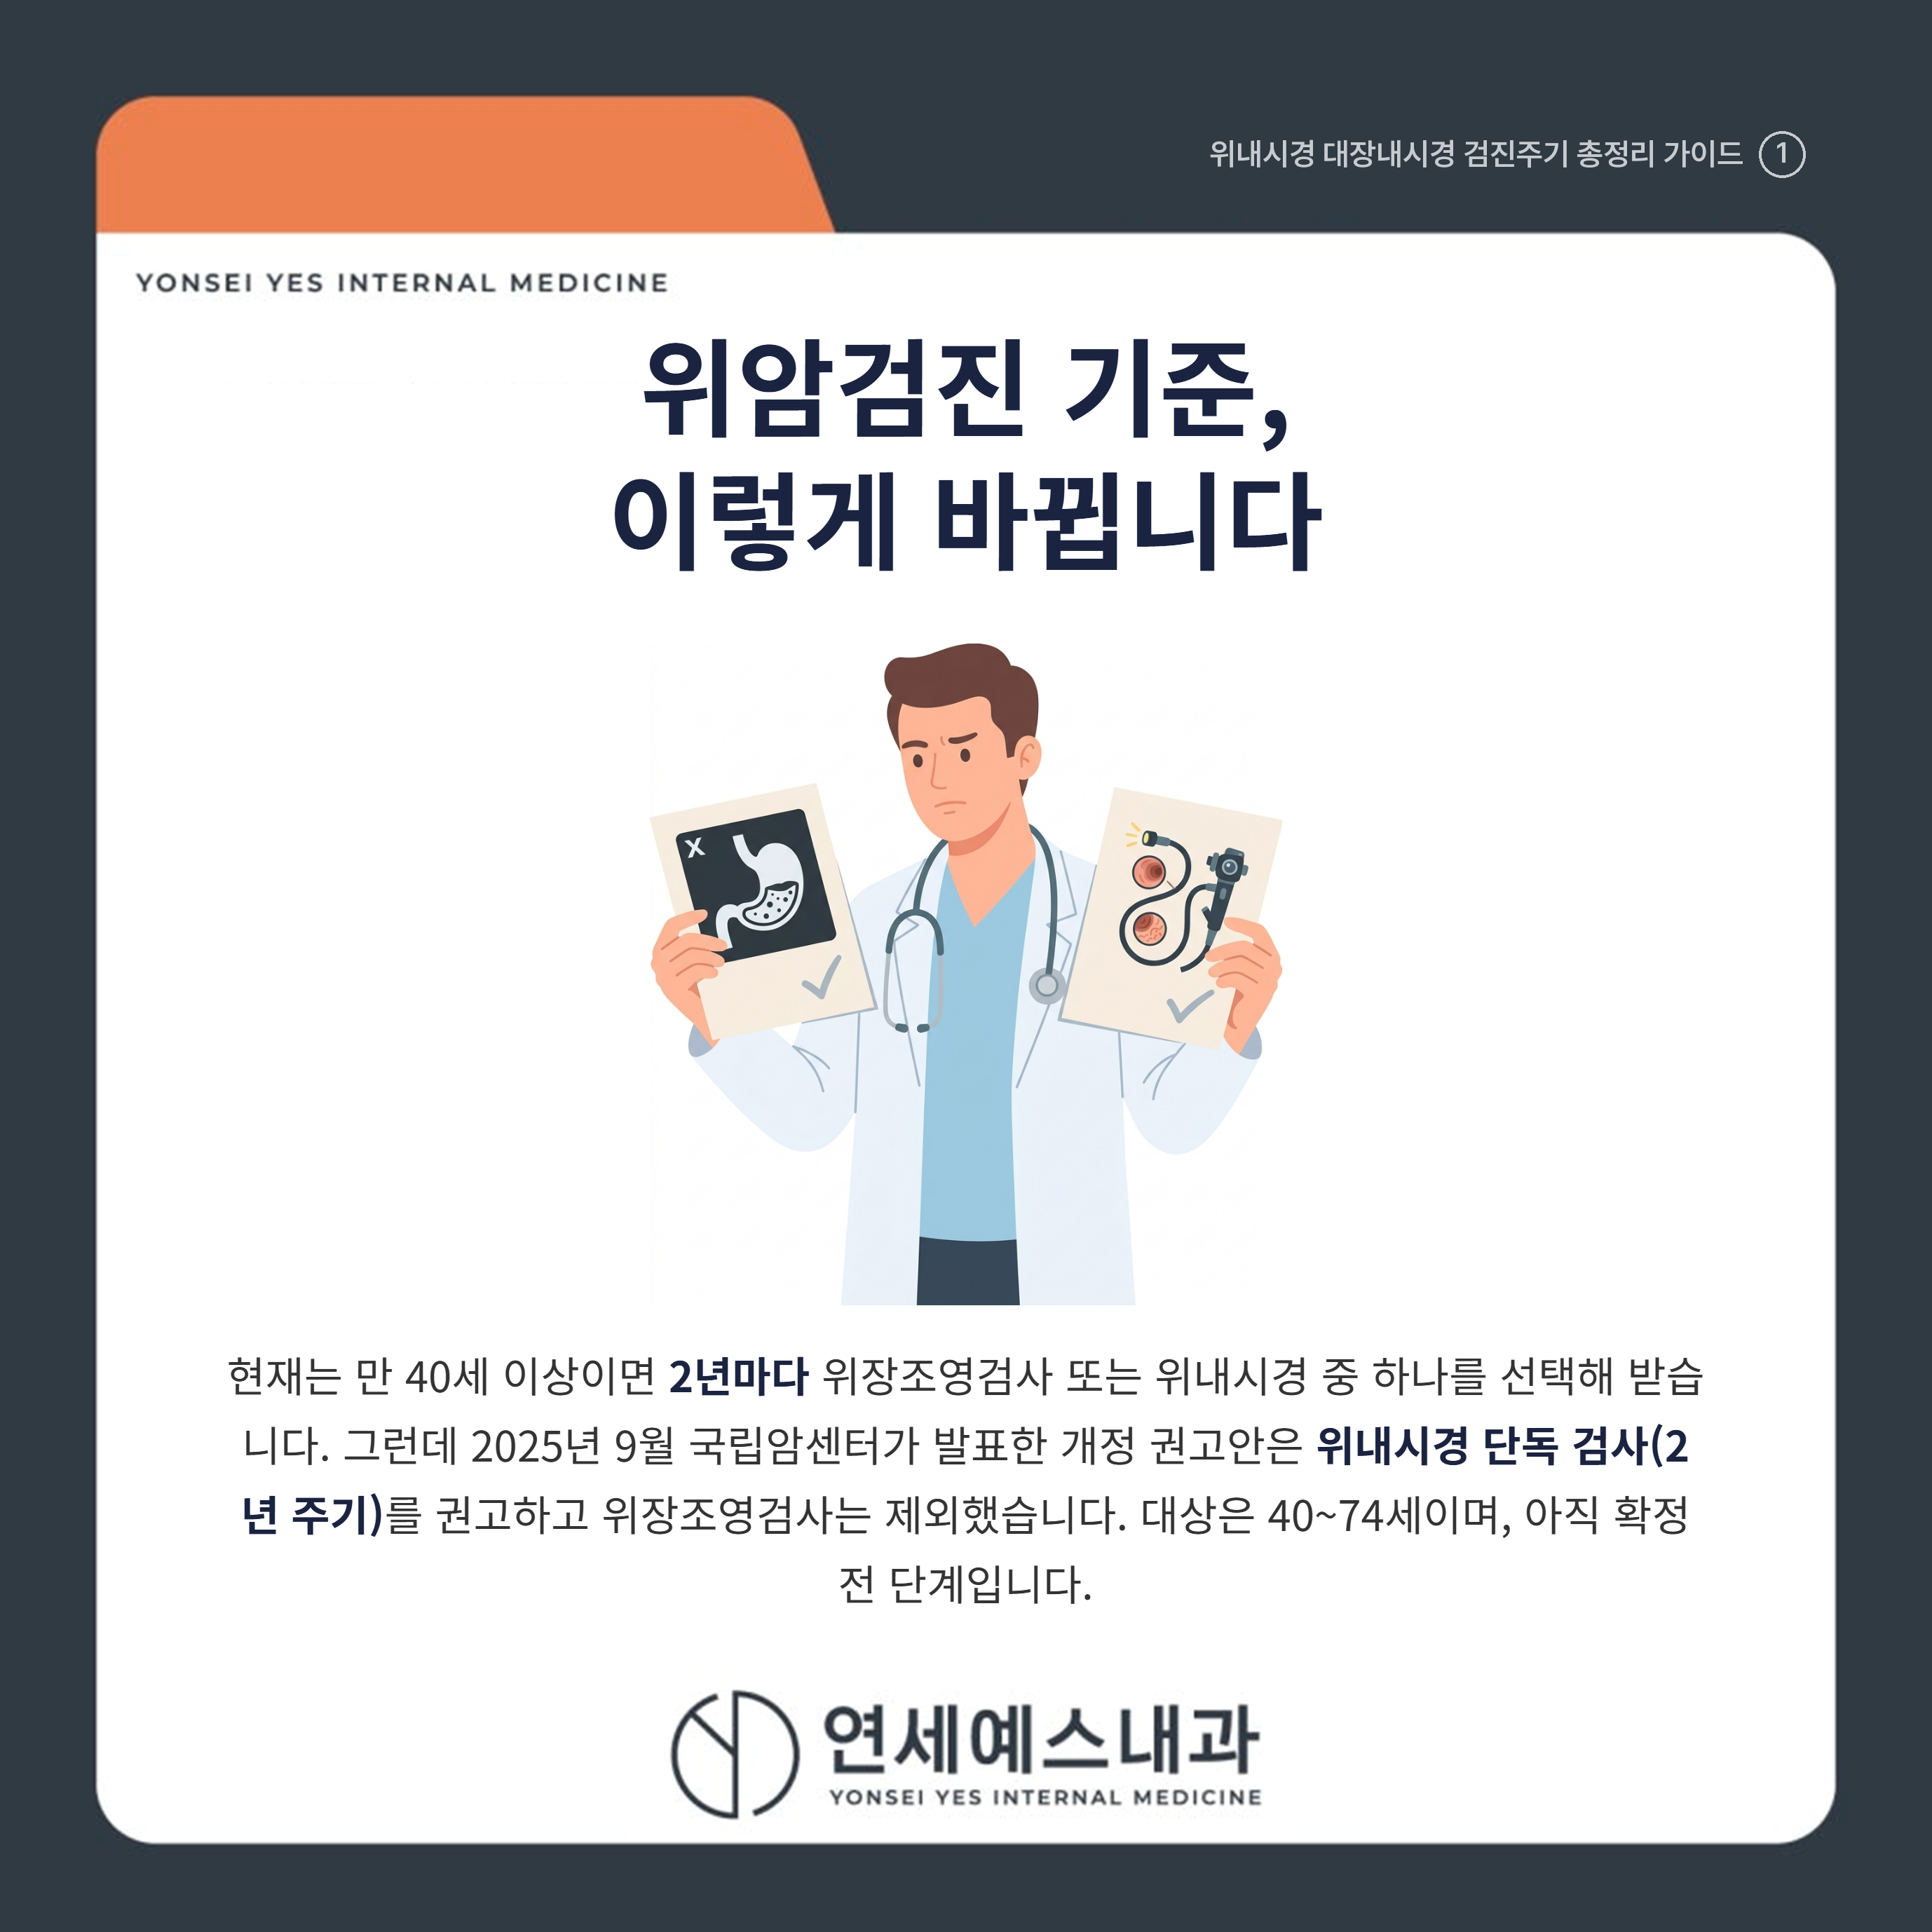 위내시경 대장내시경 검진주기 총정리 가이드 1
YONSEI YES INTERNAL MEDICINE
위암검진 기준,
이렇게 바뀝니다
X
현재는 만 40세 이상이면 2년마다 위장조영검사 또는 위내시경 중 하나를 선택해 받습
니다. 그런데 2025년 9월 국립암센터가 발표한 개정 권고안은 위내시경 단독 검사(2
년 주기)를 권고하고 위장조영검사는 제외했습니다. 대상은 40~74세이며, 아직 확정
전 단계입니다.
연세예스내과
YONSEI YES INTERNAL MEDICINE